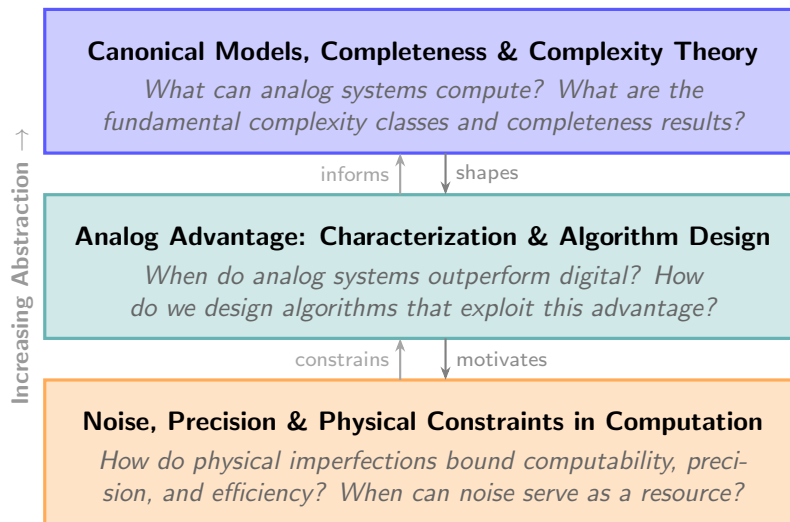 Canonical Models, Completeness & Complexity Theory
What can analog systems compute? What are the
fundamental complexity classes and completeness results?
informs
shapes
Increasing Abstraction →
Analog Advantage: Characterization & Algorithm Design
When do analog systems outperform digital? How
do we design algorithms that exploit this advantage?
constrains
motivates
Noise, Precision & Physical Constraints in Computation
How do physical imperfections bound computability, preci-
sion, and efficiency? When can noise serve as a resource?